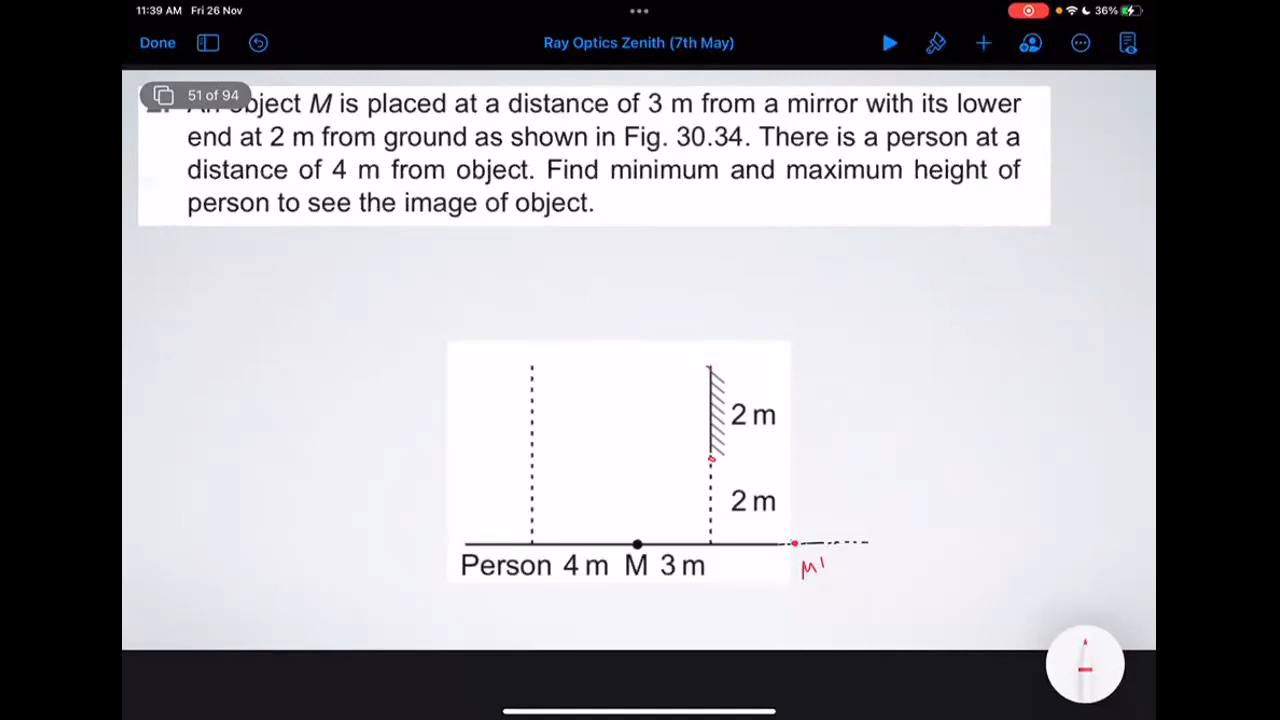 11:39 AM Fri 26 Nov
36%
Done
Ray Optics Zenith (7th May)
51 of 94
object M is placed at a distance of 3 m from a mirror with its lower
end at 2 m from ground as shown in Fig. 30.34. There is a person at a
distance of 4 m from object. Find minimum and maximum height of
person to see the image of object.
2 m
2 m
Person 4 m M 3 m
M'